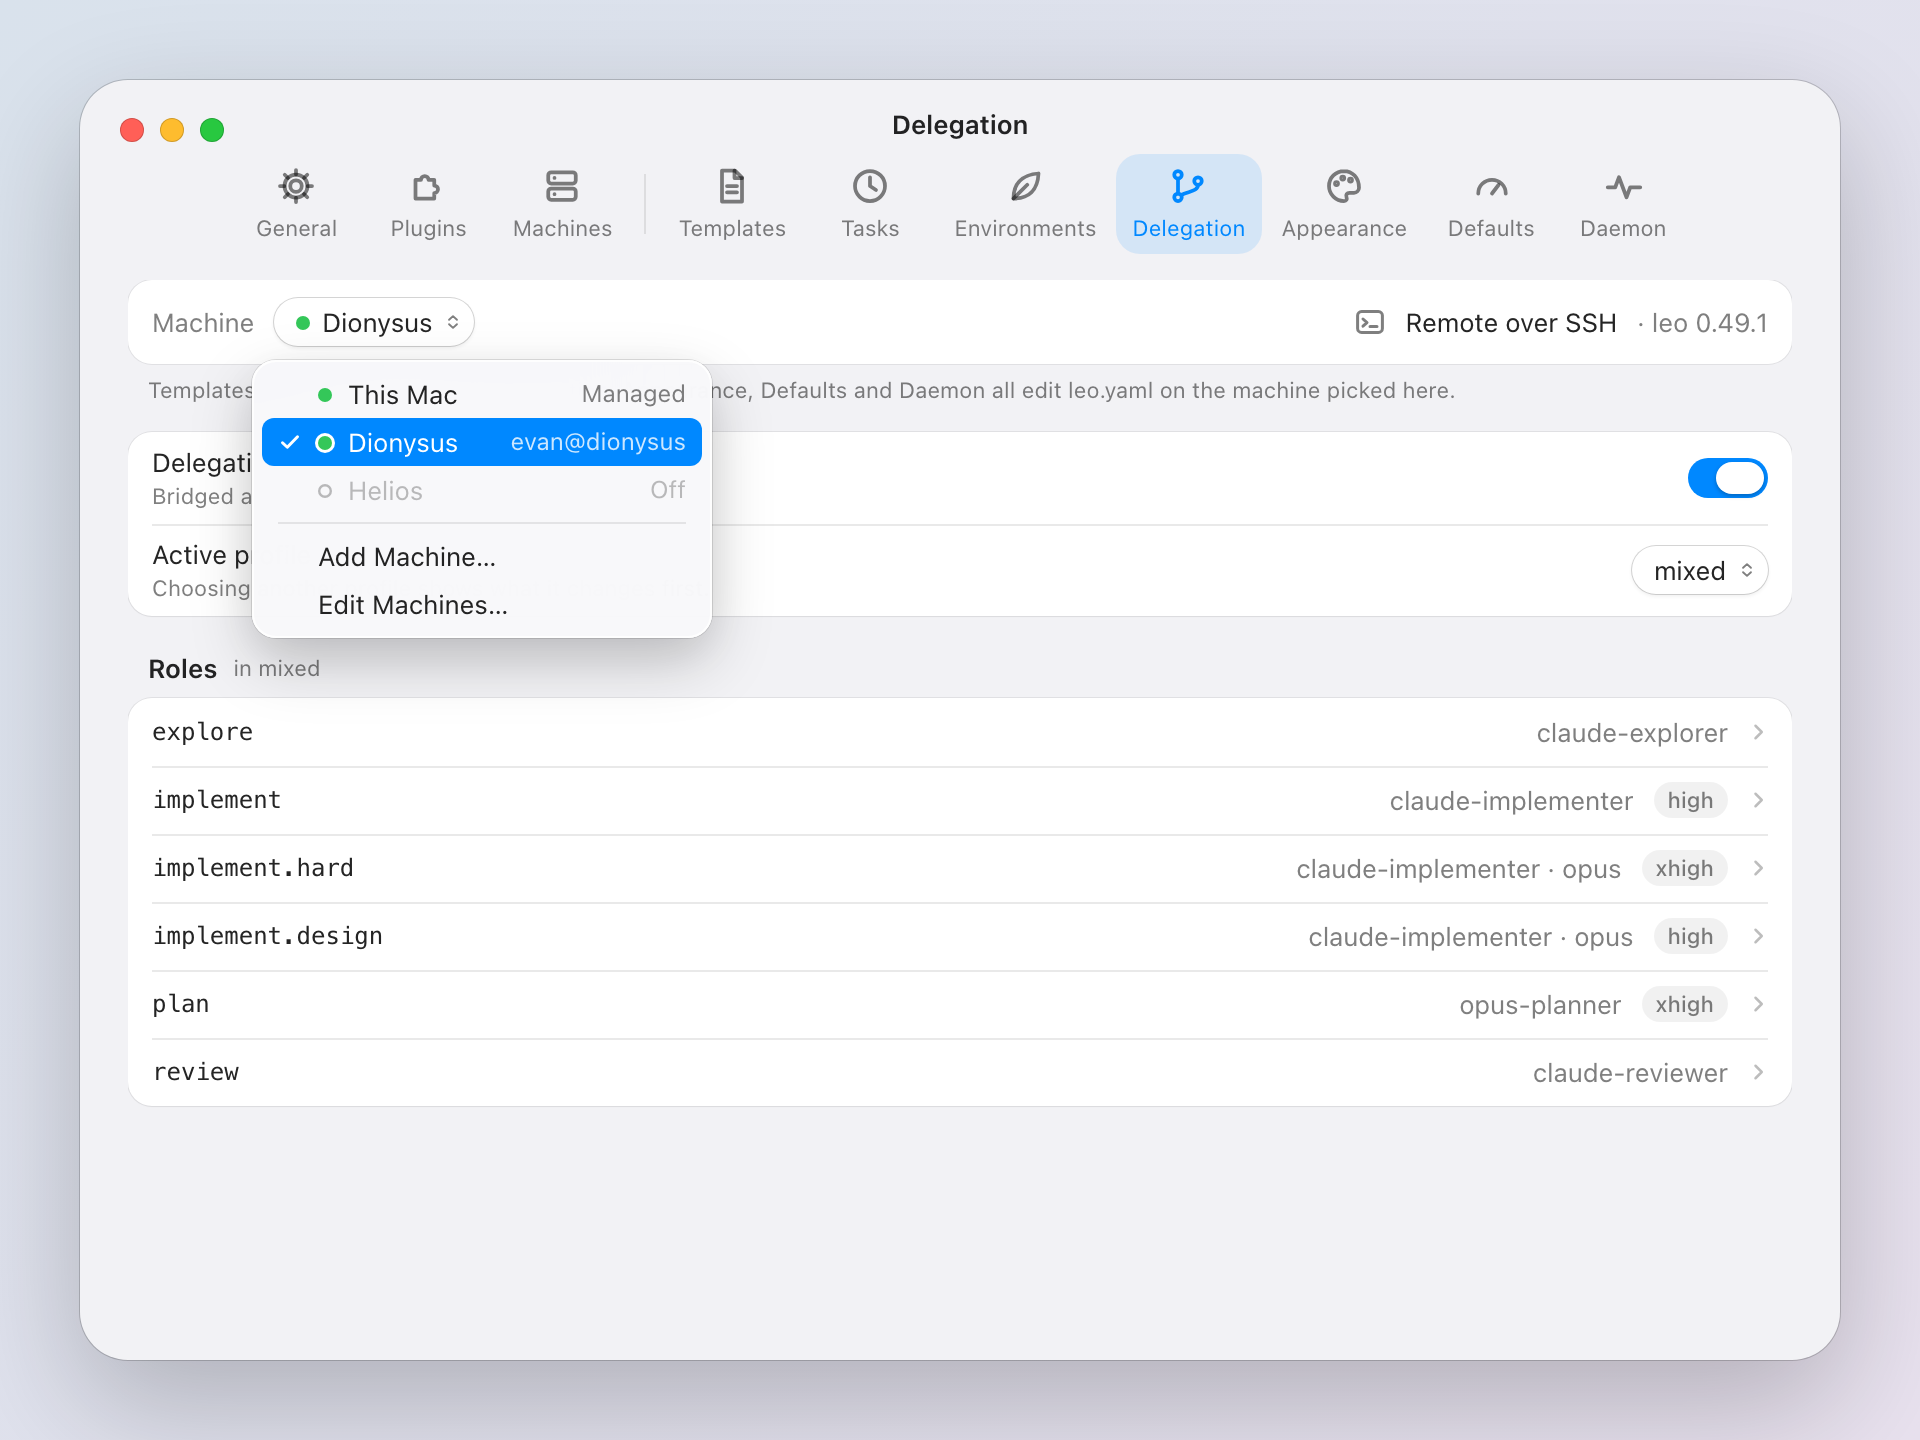 Delegation
General Plugins Machines Templates Tasks Environments Delegation Appearance Defaults Daemon
Machine Dionysus Remote over SSH · leo 0.49.1
Templates nce, Defaults and Daemon all edit leo.yaml on the machine picked here.
This Mac Managed
Dionysus evan@dionysus
Helios Off
Add Machine...
Edit Machines...
Delegati
Bridged a
Active p
Choosing
mixed
Roles in mixed
explore claude-explorer
implement claude-implementer high
implement.hard claude-implementer · opus xhigh
implement.design claude-implementer · opus high
plan opus-planner xhigh
review claude-reviewer